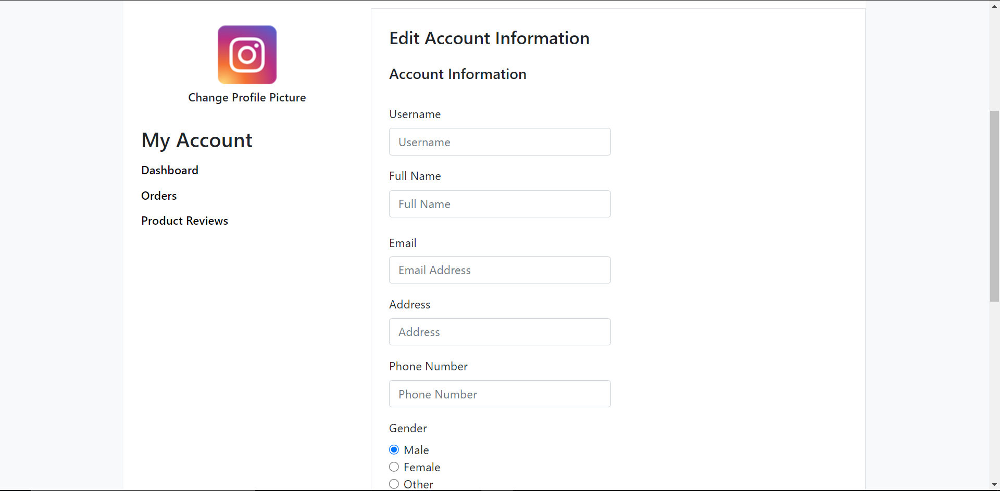 Change Profile Picture
My Account
Dashboard
Orders
Product Reviews
Edit Account Information
Account Information
Username
Username
Full Name
Full Name
Email
Email Address
Address
Address
Phone Number
Phone Number
Gender
Male
Female
Other